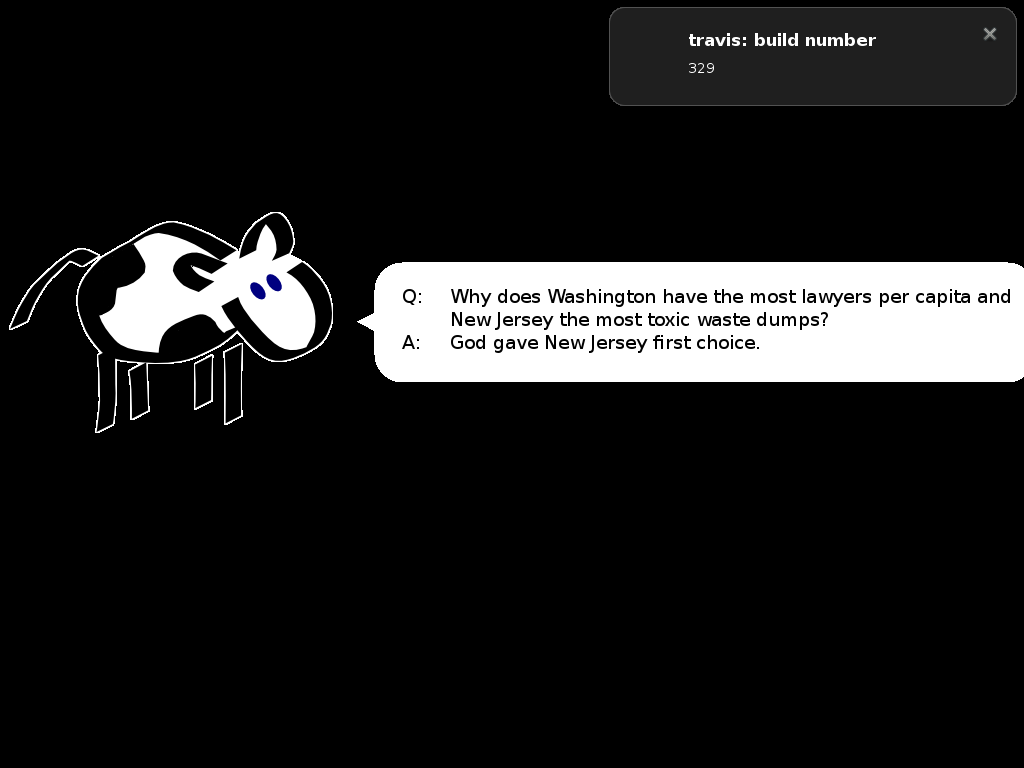 travis: build number
329
Q: Why does Washington have the most lawyers per capita and
New Jersey the most toxic waste dumps?
A: God gave New Jersey first choice.